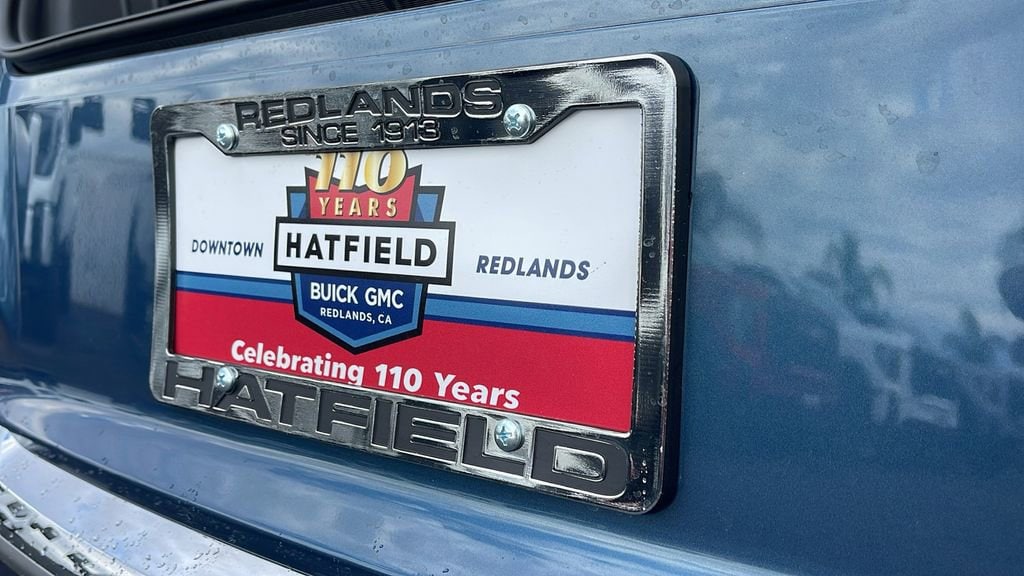 REDLANDS
SINCE 1913
110
YEARS
DOWNTOWN
HATFIELD
REDLANDS
BUICK GMC
REDLANDS, CA
Celebrating 110 Years
HATFIELD